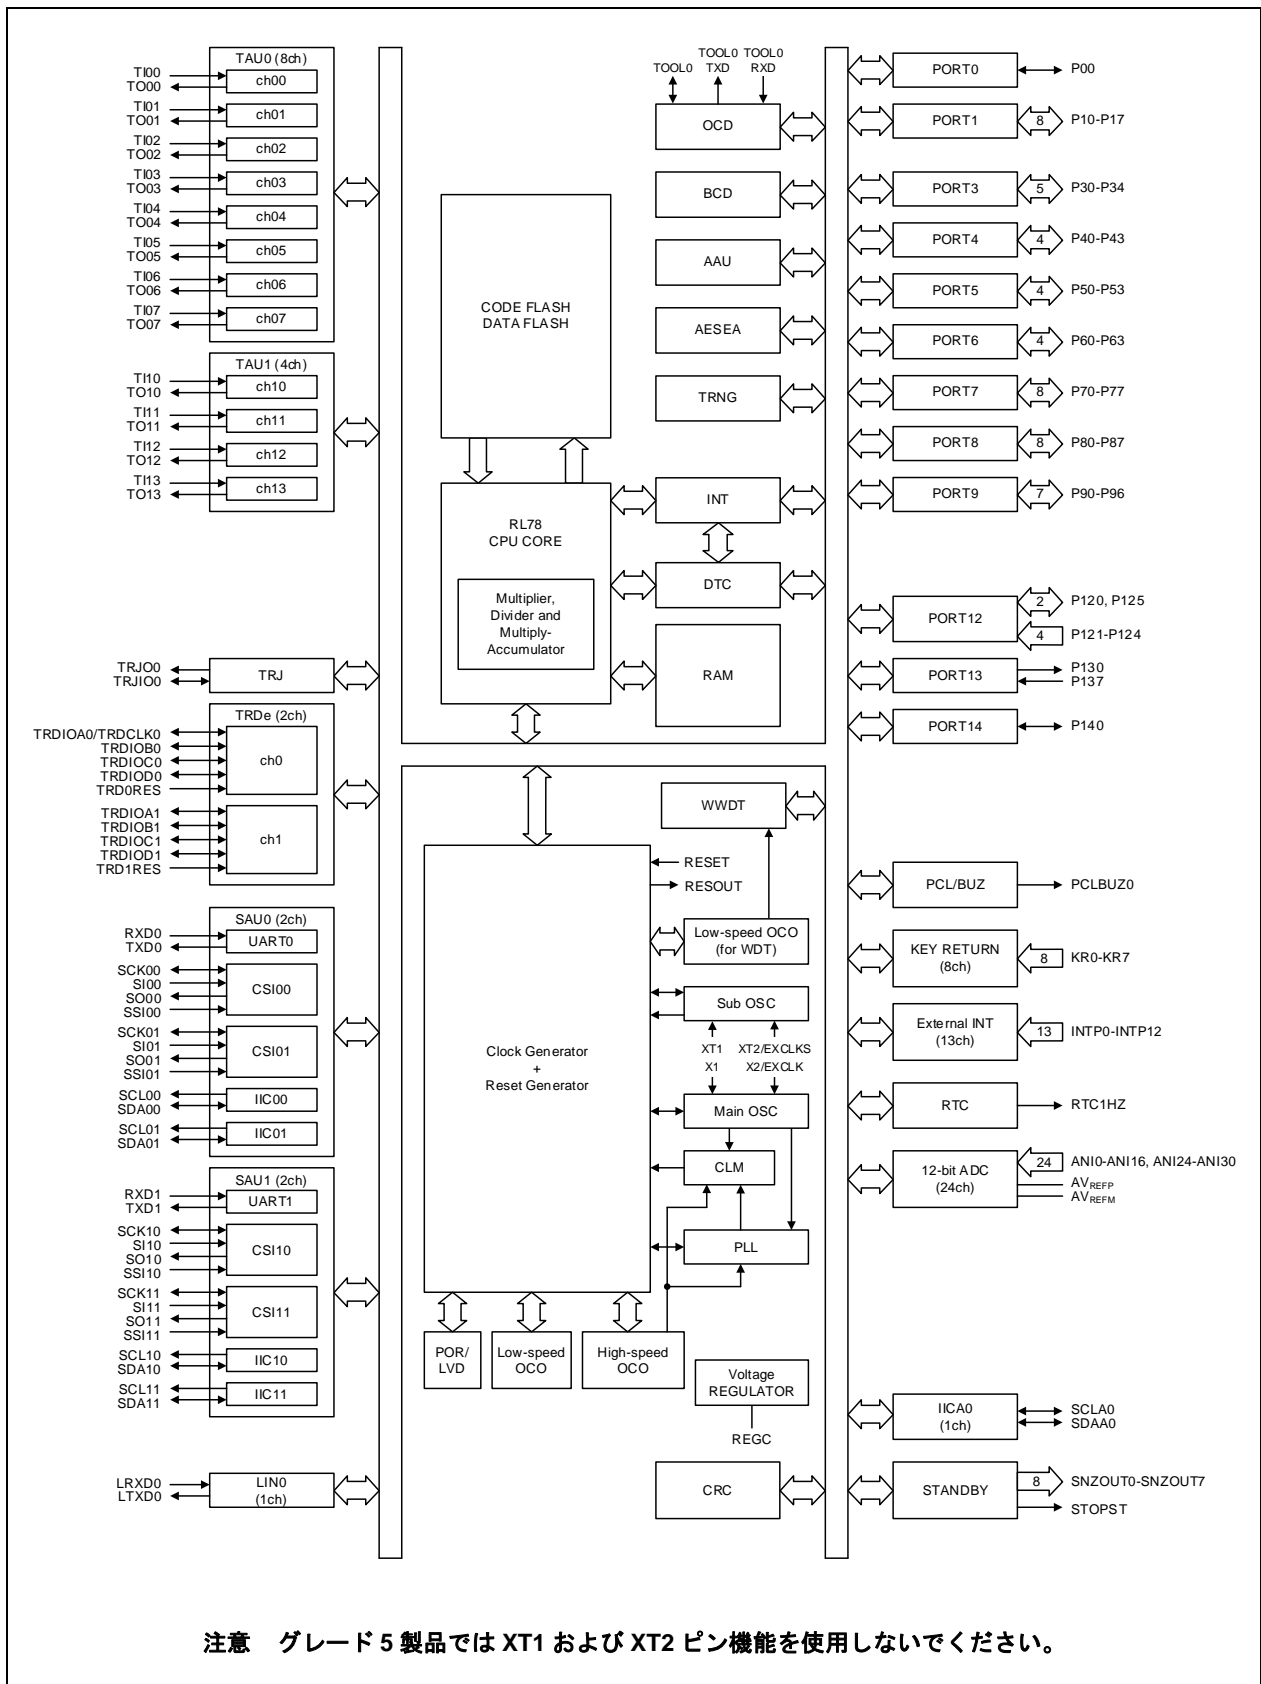 TAU0 (8ch)
TI00
TO00
ch00
TI01
TO01
ch01
TI02
TO02
ch02
TI03
TO03
ch03
TI04
TO04
ch04
TI05
TO05
ch05
TI06
TO06
ch06
TI07
TO07
ch07
TAU1 (4ch)
TI10
TO10
ch10
TI11
TO11
ch11
TI12
TO12
ch12
TI13
TO13
ch13
TRJO0
TRJIO0
TRJ
TRDe (2ch)
TRDIOA0/TRDCLK0
TRDIOB0
TRDIOC0
TRDIOD0
TRD0RES
ch0
TRDIOA1
TRDIOB1
TRDIOC1
TRDIOD1
TRD1RES
ch1
SAU0 (2ch)
RXD0
TXD0
UART0
SCK00
SI00
SO00
SSI00
CSI00
SCK01
SI01
SO01
SSI01
CSI01
SCL00
SDA00
IIC00
SCL01
SDA01
IIC01
SAU1 (2ch)
RXD1
TXD1
UART1
SCK10
SI10
SO10
SSI10
CSI10
SCK11
SI11
SO11
SSI11
CSI11
SCL10
SDA10
IIC10
SCL11
SDA11
IIC11
LRXD0
LTXD0
LIN0
(1ch)
CODE FLASH
DATA FLASH
RL78
CPU CORE
Multiplier,
Divider and
Multiply-
Accumulator
TOOL0
TOOL0
TXD
TOOL0
RXD
OCD
BCD
AAU
AESEA
TRNG
INT
DTC
RAM
Clock Generator
+
Reset Generator
WWDT
RESET
RESOUT
Low-speed OCO
(for WDT)
Sub OSC
XT1
XT2/EXCLKS
X1
X2/EXCLK
Main OSC
CLM
PLL
POR/
LVD
Low-speed
OCO
High-speed
OCO
Voltage
REGULATOR
REGC
CRC
PORT0
P00
PORT1
8
P10-P17
PORT3
5
P30-P34
PORT4
4
P40-P43
PORT5
4
P50-P53
PORT6
4
P60-P63
PORT7
8
P70-P77
PORT8
8
P80-P87
PORT9
7
P90-P96
PORT12
2
P120, P125
4
P121-P124
PORT13
P130
P137
PORT14
P140
PCL/BUZ
PCLBUZ0
KEY RETURN
(8ch)
8
KR0-KR7
External INT
(13ch)
13
INTP0-INTP12
RTC
RTC1HZ
12-bit ADC
(24ch)
24
ANI0-ANI16, ANI24-ANI30
AVREFP
AVREFM
IICA0
(1ch)
SCLA0
SDAA0
STANDBY
8
SNZOUT0-SNZOUT7
STOPST
注意 グレード 5 製品では XT1 および XT2 ピン機能を使用しないでください。